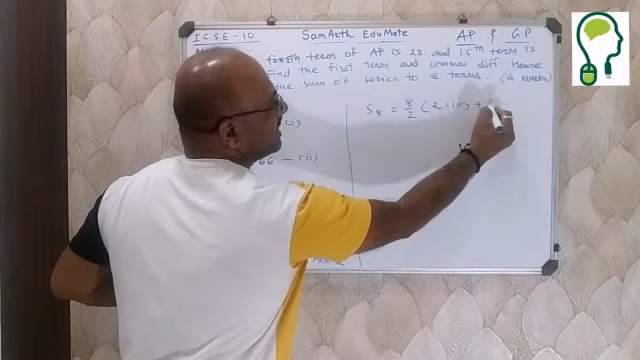 ICSE-10 SamArth EduMate AP & GP
fourth term of AP is 22 and 15th term is
Find the first term and common diff. Hence
the sum of series to 8 terms. (4 marks)
S8 = 8/2 (2(10) +
(i)
66 — (ii)